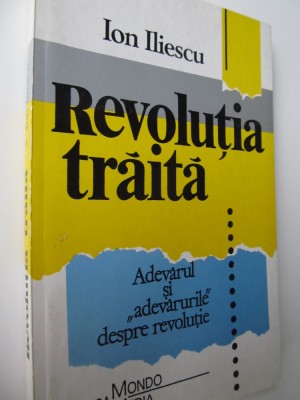 Ion Iliescu
Revoluția
trăită
Adevărul
și
„adevărurile”
despre revoluție
MONDO